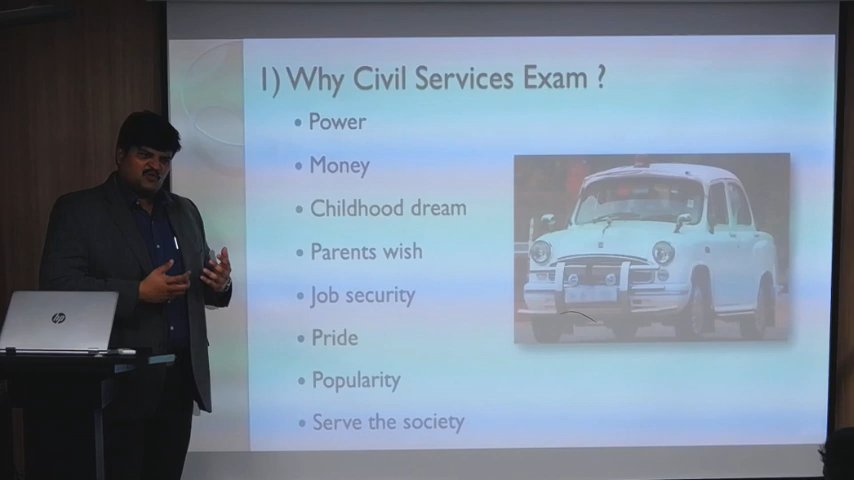 1) Why Civil Services Exam ?
• Power
• Money
• Childhood dream
• Parents wish
• Job security
• Pride
• Popularity
• Serve the society
hp